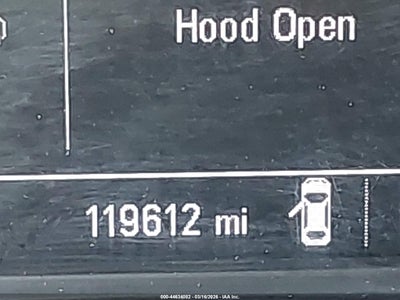 Hood Open
119612 mi
000-44634092 - 03/16/2026 - IAA Inc.